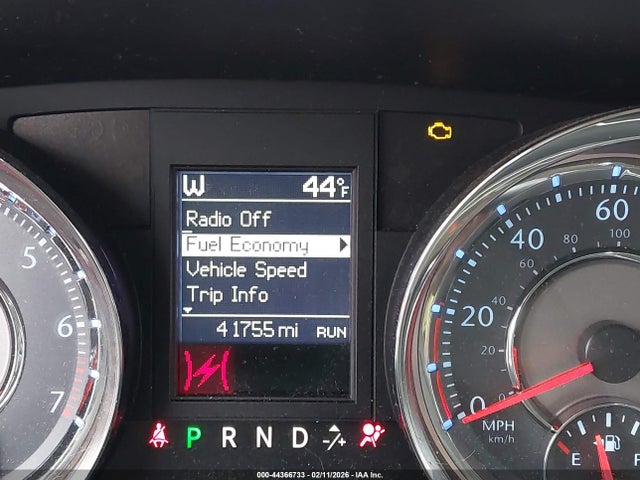 W 44°F
Radio Off
Fuel Economy
Vehicle Speed
Trip Info
41755 mi RUN
P R N D -/+
5
6
7
0
20
40
60
0
20
40
60
80
100
MPH
km/h
E
F
000-44366733 - 02/11/2026 - IAA Inc.